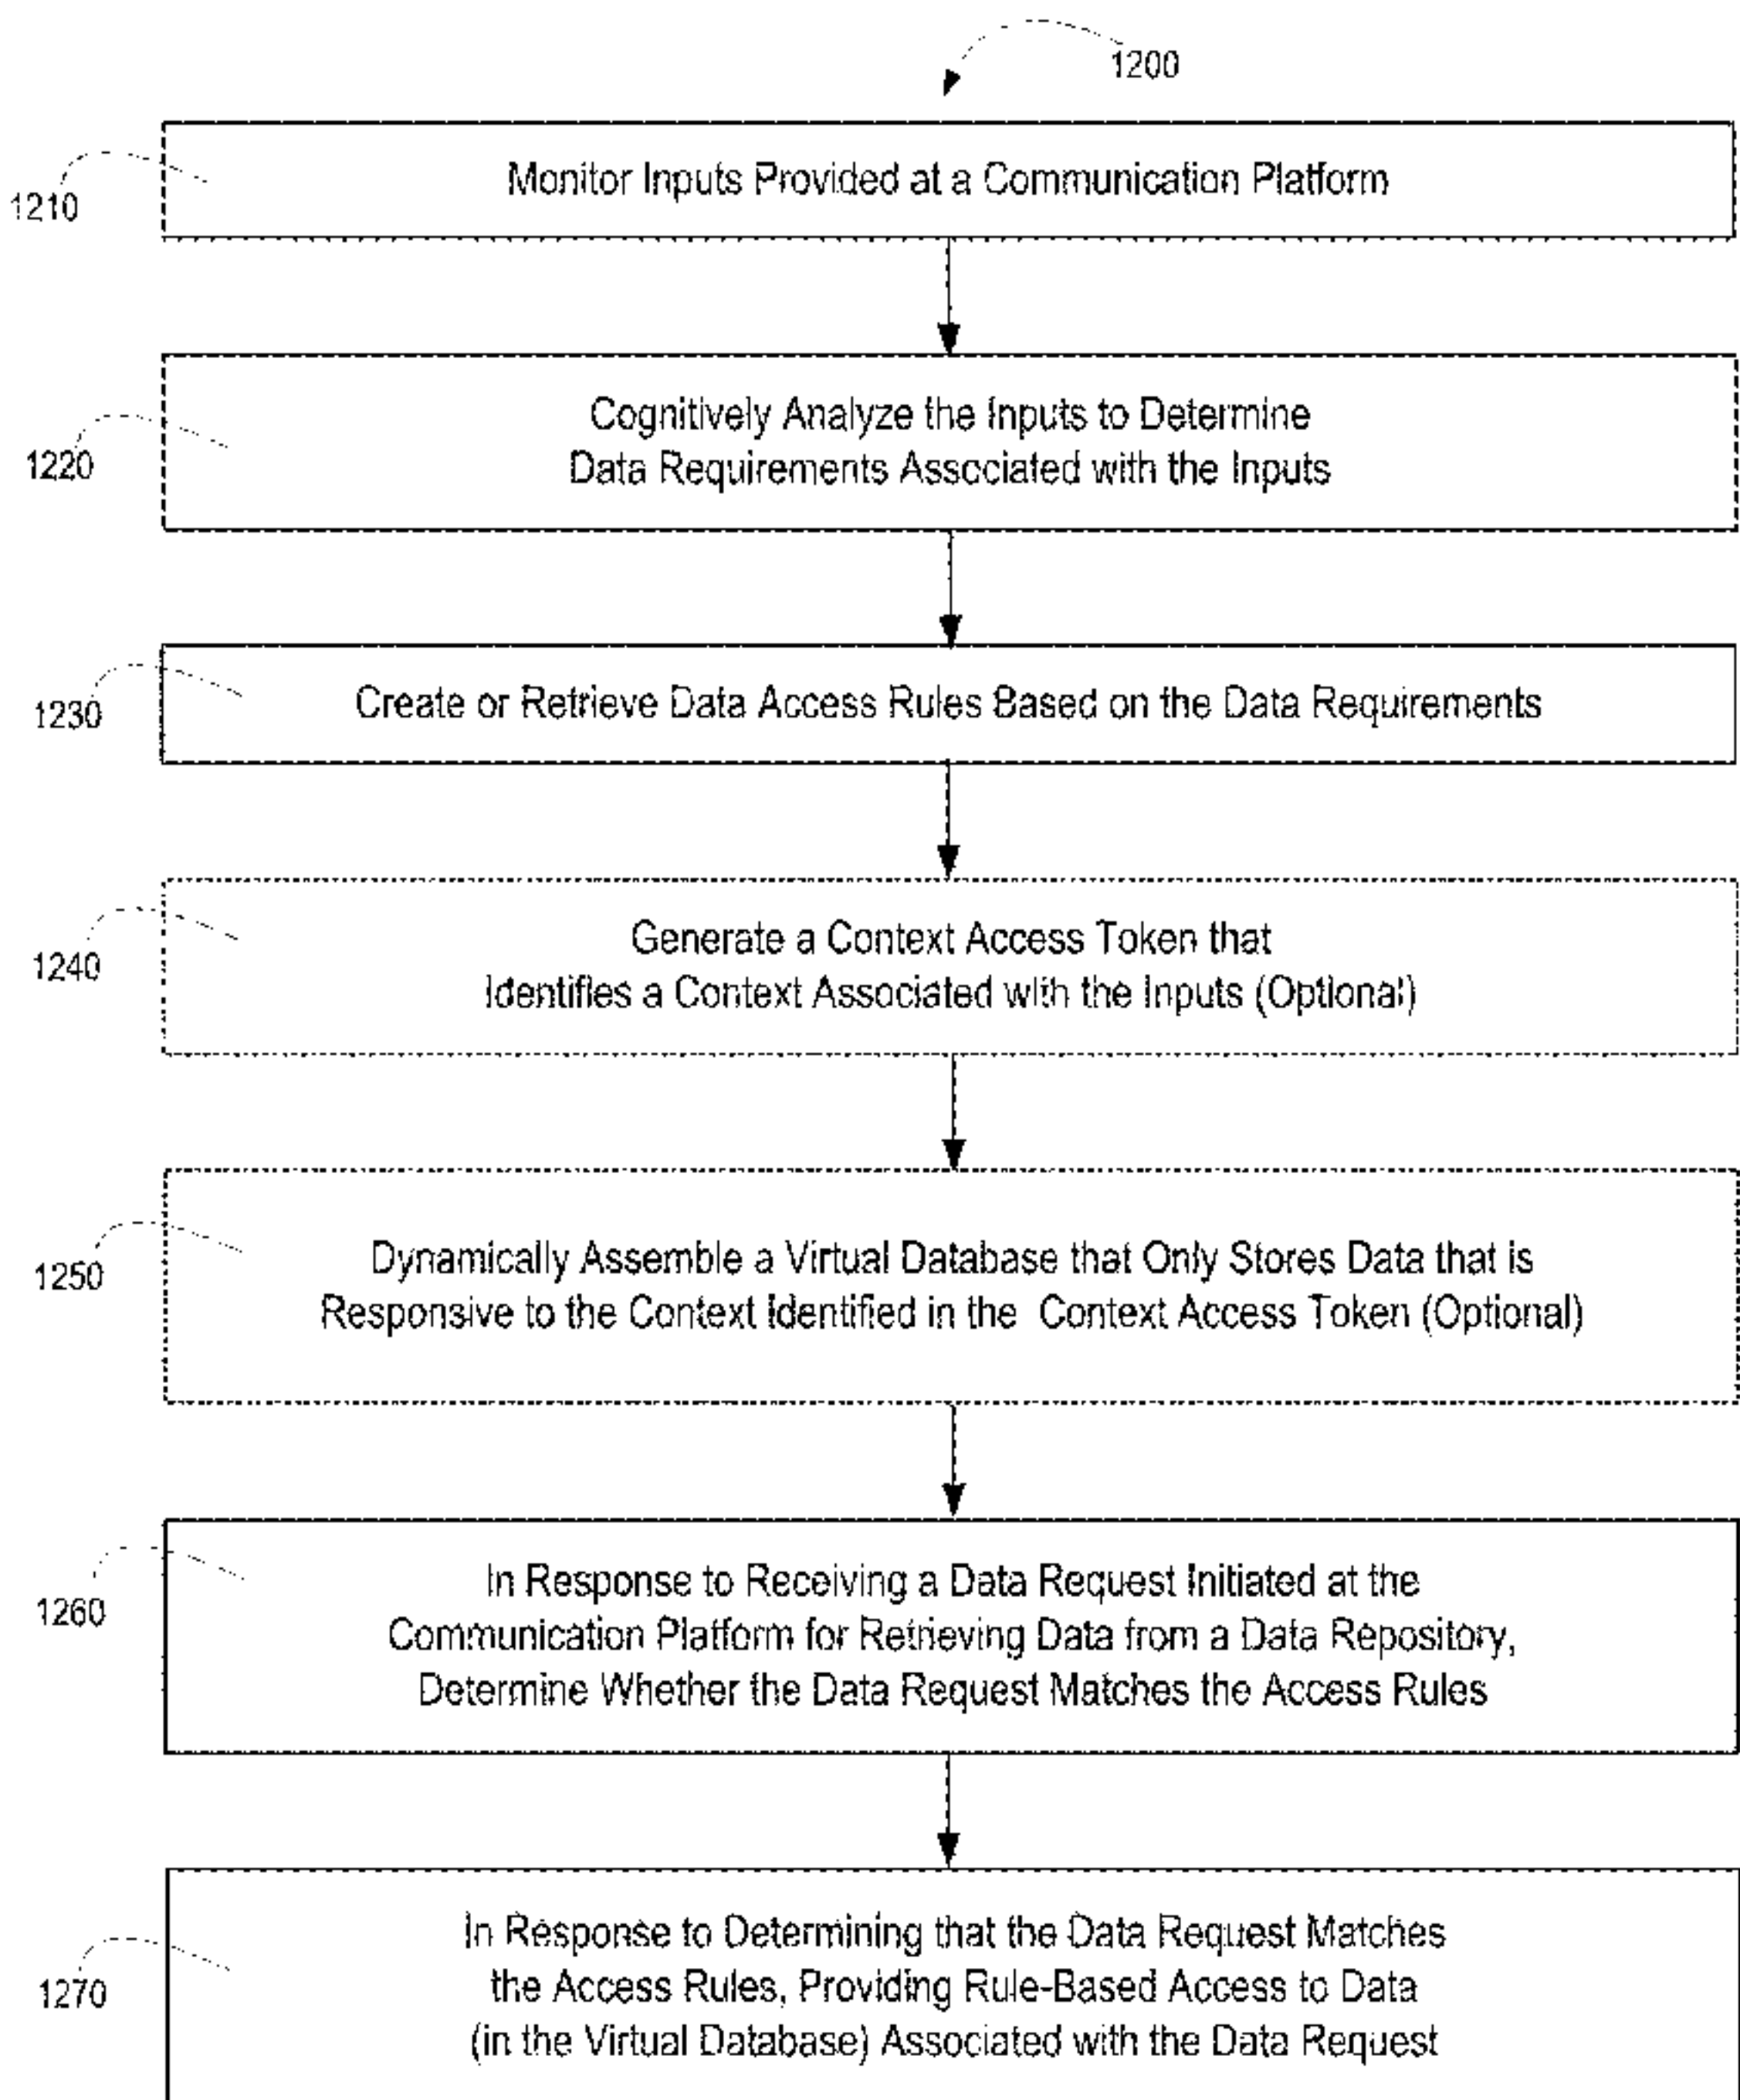 1200
1210
Monitor Inputs Provided at a Communication Platform
1220
Cognitively Analyze the Inputs to Determine
Data Requirements Associated with the Inputs
1230
Create or Retrieve Data Access Rules Based on the Data Requirements
1240
Generate a Context Access Token that
Identifies a Context Associated with the Inputs (Optional)
1250
Dynamically Assemble a Virtual Database that Only Stores Data that is
Responsive to the Context Identified in the Context Access Token (Optional)
1260
In Response to Receiving a Data Request Initiated at the
Communication Platform for Retrieving Data from a Data Repository,
Determine Whether the Data Request Matches the Access Rules
1270
In Response to Determining that the Data Request Matches
the Access Rules, Providing Rule-Based Access to Data
(in the Virtual Database) Associated with the Data Request